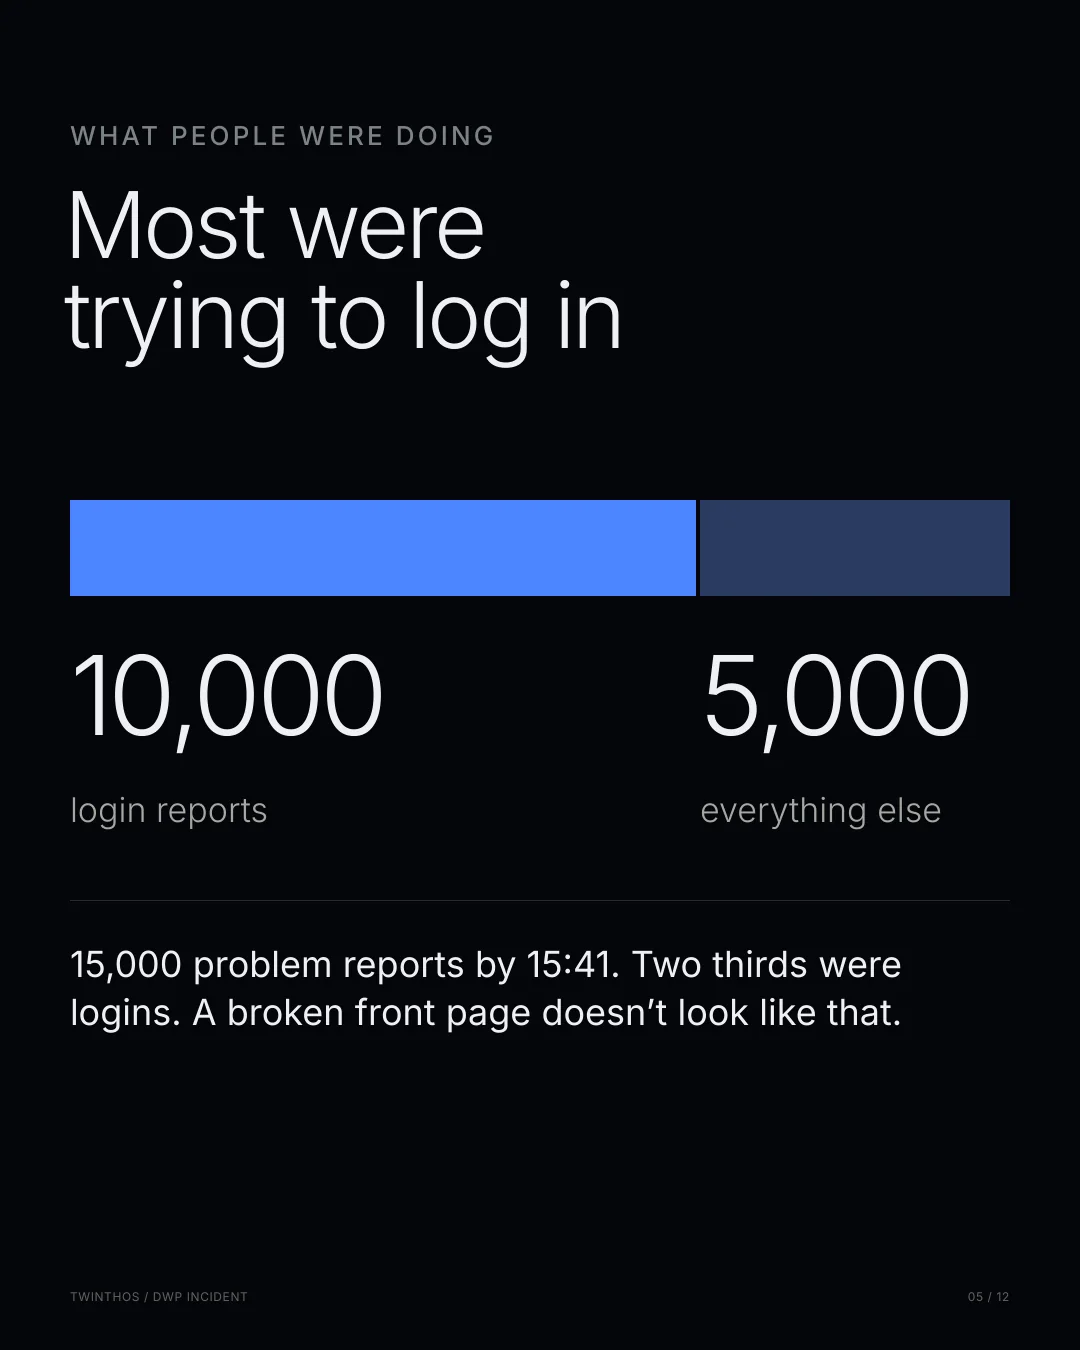 WHAT PEOPLE WERE DOING
Most were
trying to log in
10,000
5,000
login reports
everything else
15,000 problem reports by 15:41. Two thirds were
logins. A broken front page doesn’t look like that.
TWINTHOS / DWP INCIDENT
05 / 12